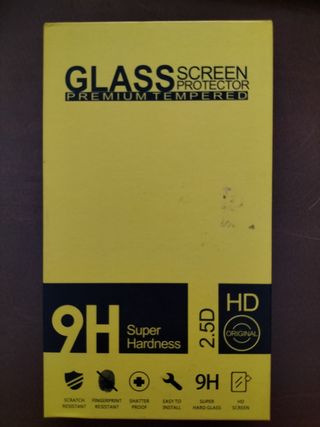 GLASS SCREEN PROTECTOR
PREMIUM TEMPERED
9H Super Hardness
2.5D
HD
ORIGINAL
SCRATCH RESISTANT
FINGERPRINT RESISTANT
SHATTER PROOF
EASY TO INSTALL
9H
SUPER HARD GLASS
HD SCREEN